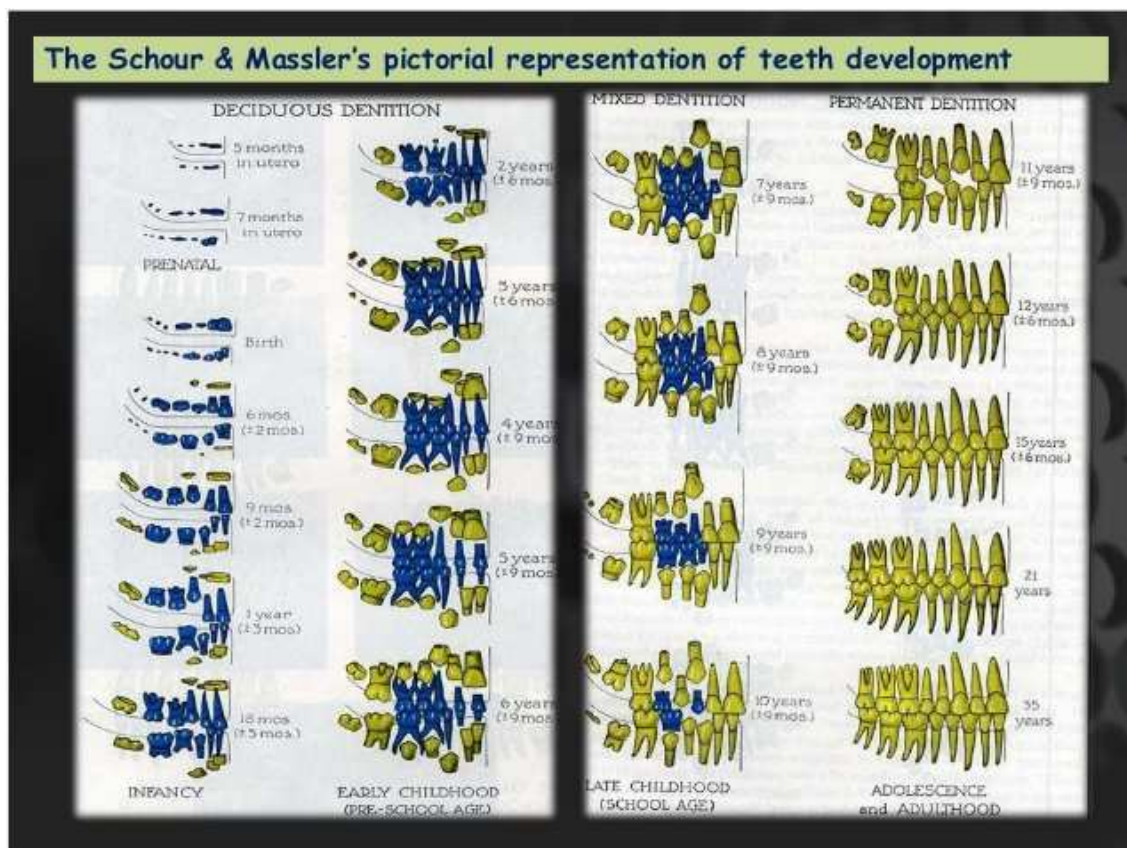 The Schour & Massler's pictorial representation of teeth development
DECIDUOUS DENTITION
5 months
in utero
7 months
in utero
PRENATAL
Birth
6 mos
(±2 mos.)
9 mos
(±2 mos.)
1 year
(±3 mos)
18 mos
(±3 mos.)
INFANCY
2 years
(±6 mos.
3 years
(±6 mos.
4 years
(±9 mos.
5 years
(±9 mos.
6 years
(±9 mos.
EARLY CHILDHOOD
(PRE-SCHOOL AGE)
MIXED DENTITION
7 years
(±9 mos.)
8 years
(±9 mos.)
9 years
(±9 mos.)
10 years
(±9 mos.)
LATE CHILDHOOD
(SCHOOL AGE)
PERMANENT DENTITION
11 years
(±9 mos.)
12 years
(±6 mos.)
15 years
(±6 mos.)
21
years
35
years
ADOLESCENCE
and ADULTHOOD